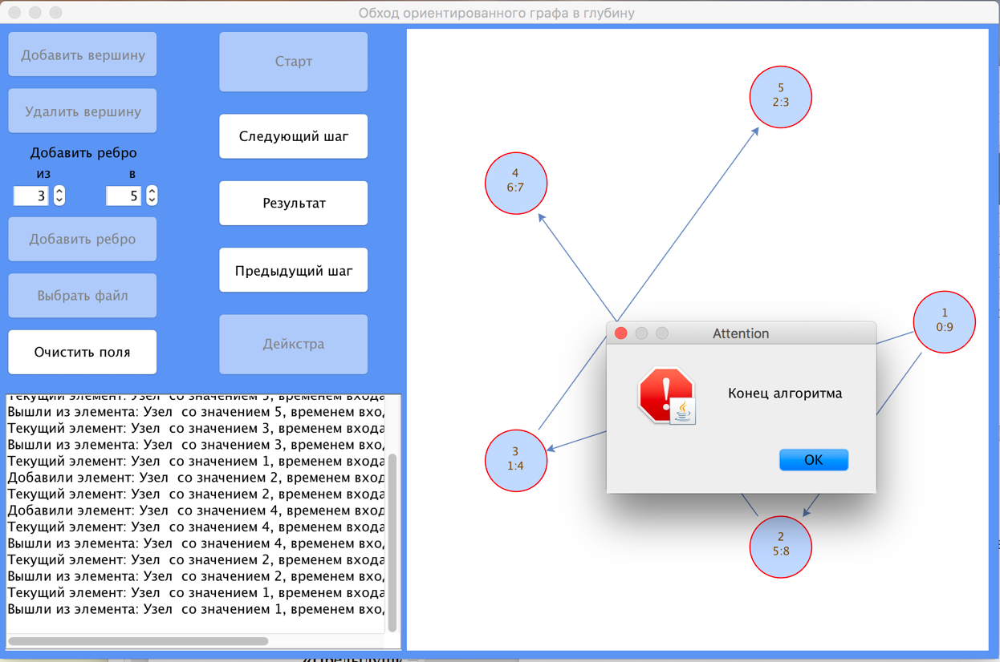 Обход ориентированного графа в глубину
Добавить вершину
Удалить вершину
Добавить ребро
из в
3 5
Добавить ребро
Выбрать файл
Очистить поля
Старт
Следующий шаг
Результат
Предыдущий шаг
Дейкстра
Текущий элемент: Узел со значением 5, временем входа
Вышли из элемента: Узел со значением 5, временем вход
Текущий элемент: Узел со значением 3, временем входа
Вышли из элемента: Узел со значением 3, временем вход
Текущий элемент: Узел со значением 1, временем входа
Добавили элемент: Узел со значением 2, временем входа
Текущий элемент: Узел со значением 2, временем входа
Добавили элемент: Узел со значением 4, временем входа
Текущий элемент: Узел со значением 4, временем входа
Вышли из элемента: Узел со значением 4, временем вход
Текущий элемент: Узел со значением 2, временем входа
Вышли из элемента: Узел со значением 2, временем вход
Текущий элемент: Узел со значением 1, временем входа
Вышли из элемента: Узел со значением 1, временем вход
5
2:3
4
6:7
1
0:9
3
1:4
2
5:8
Attention
Конец алгоритма
OK